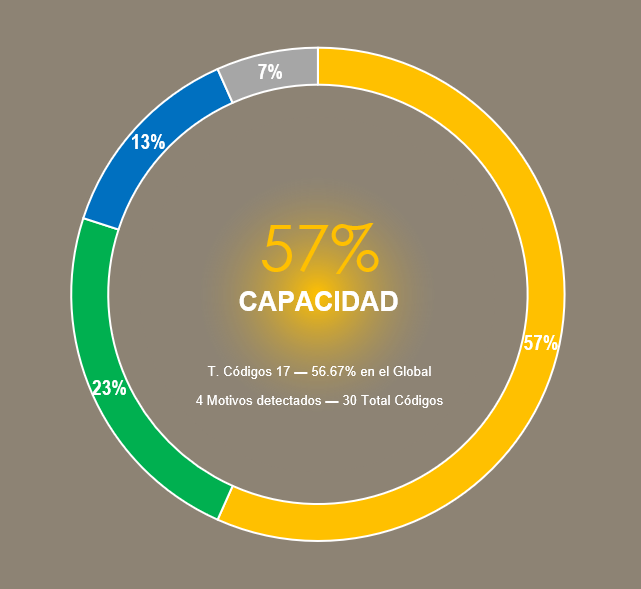 7%
13%
57%
CAPACIDAD
57%
T. Códigos 17 — 56.67% en el Global
23%
4 Motivos detectados — 30 Total Códigos